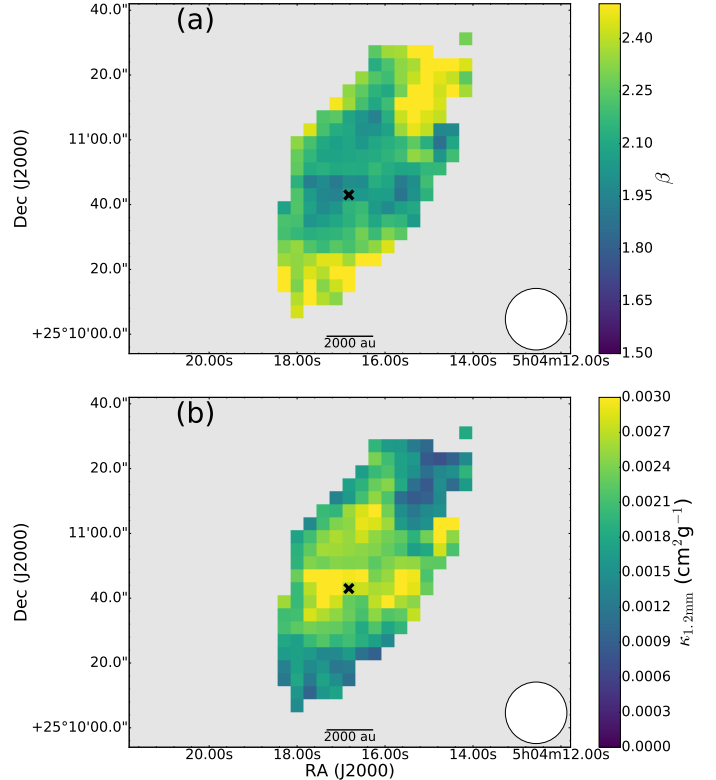 (a)
40.0"
20.0"
11'00.0"
40.0"
20.0"
+25°10'00.0"
Dec (J2000)
2000 au
20.00s 18.00s 16.00s 14.00s 5h04m12.00s
2.40
2.25
2.10
1.95
1.80
1.65
1.50
β
(b)
40.0"
20.0"
11'00.0"
40.0"
20.0"
+25°10'00.0"
Dec (J2000)
2000 au
20.00s 18.00s 16.00s 14.00s 5h04m12.00s
RA (J2000)
0.0030
0.0027
0.0024
0.0021
0.0018
0.0015
0.0012
0.0009
0.0006
0.0003
0.0000
κ1.2mm (cm²g⁻¹)